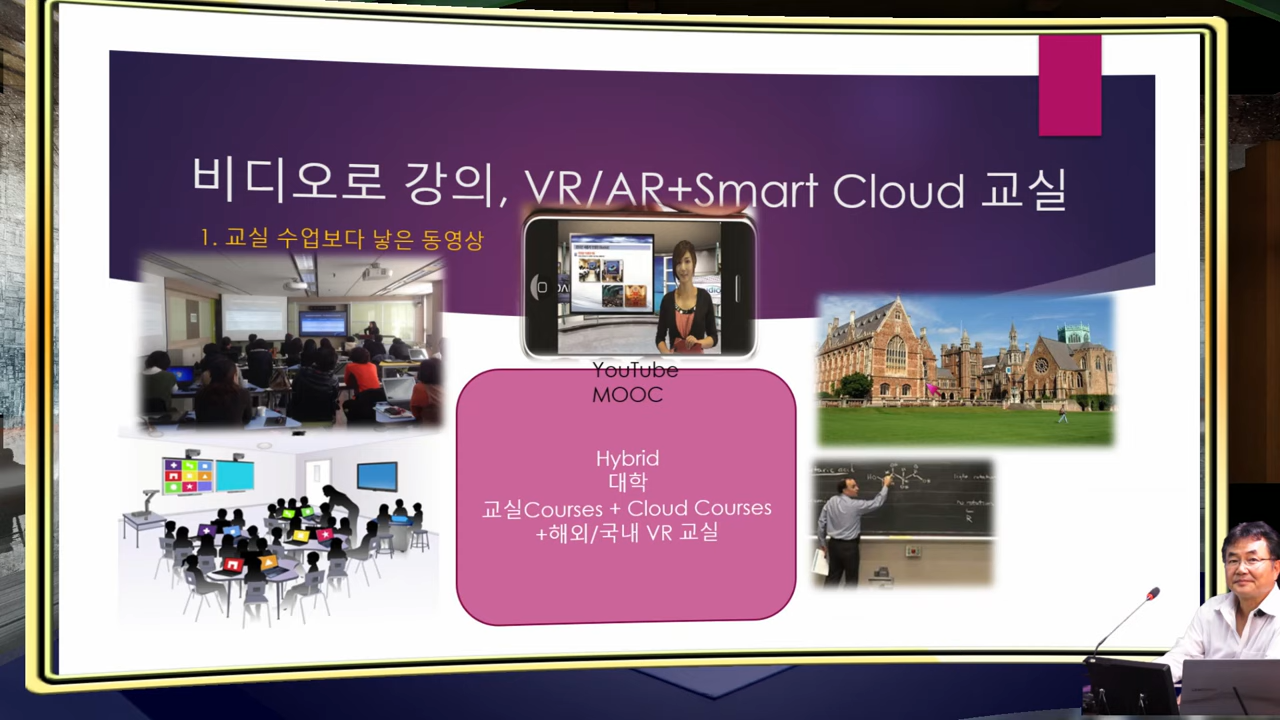 비디오로 강의, VR/AR+Smart Cloud 교실
1. 교실 수업보다 낳은 동영상
YouTube
MOOC
Hybrid
대학
교실Courses + Cloud Courses
+해외/국내 VR 교실